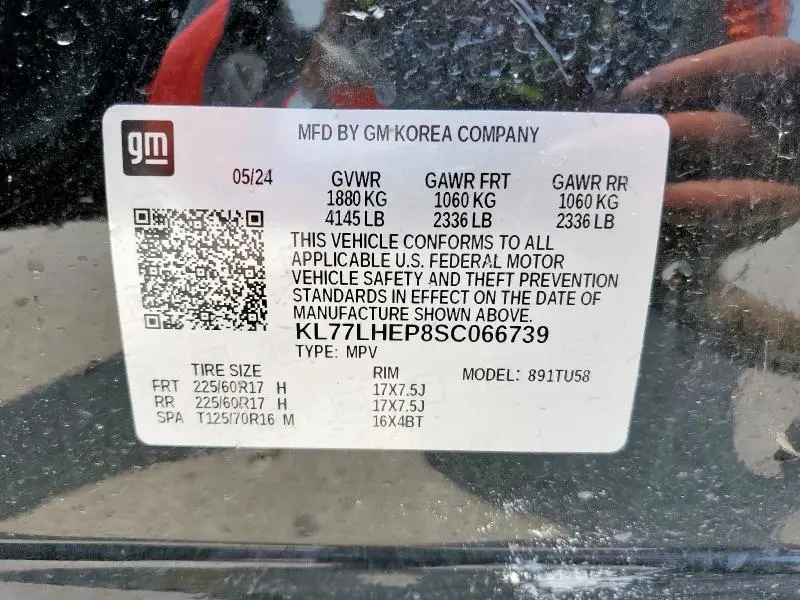 gm
MFD BY GM KOREA COMPANY
05/24 GVWR GAWR FRT GAWR RR
1880 KG 1060 KG 1060 KG
4145 LB 2336 LB 2336 LB
THIS VEHICLE CONFORMS TO ALL
APPLICABLE U.S. FEDERAL MOTOR
VEHICLE SAFETY AND THEFT PREVENTION
STANDARDS IN EFFECT ON THE DATE OF
MANUFACTURE SHOWN ABOVE.
KL77LHEP8SC066739
TYPE: MPV
TIRE SIZE RIM MODEL: 891TU58
FRT 225/60R17 H 17X7.5J
RR 225/60R17 H 17X7.5J
SPA T125/70R16 M 16X4BT